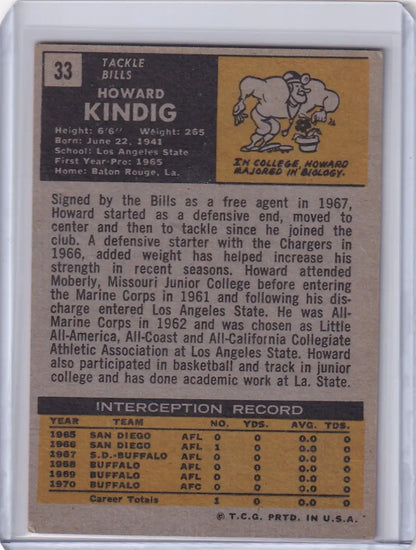 33
TACKLE
BILLS
HOWARD
KINDIG
Height: 6'6" Weight: 265
Born: June 22, 1941
School: Los Angeles State
First Year-Pro: 1965
Home: Baton Rouge, La.
IN COLLEGE, HOWARD
MAJORED IN BIOLOGY.
Signed by the Bills as a free agent in 1967,
Howard started as a defensive end, moved to
center and then to tackle since he joined the
club. A defensive starter with the Chargers in
1966, added weight has helped increase his
strength in recent seasons. Howard attended
Moberly, Missouri Junior College before entering
the Marine Corps in 1961 and following his dis-
charge entered Los Angeles State. He was All-
Marine Corps in 1962 and was chosen as Little
All-America, All-Coast and All-California Collegiate
Athletic Association at Los Angeles State. Howard
also participated in basketball and track in junior
college and has done academic work at La. State.
INTERCEPTION RECORD
YEAR TEAM NO. YDS. AVG. TDS.
1965 SAN DIEGO AFL 0 0 0.0 0
1966 SAN DIEGO AFL 1 0 0.0 0
1967 S.D.-BUFFALO AFL 0 0 0.0 0
1968 BUFFALO AFL 0 0 0.0 0
1969 BUFFALO AFL 0 0 0.0 0
1970 BUFFALO AFC 0 0 0.0 0
Career Totals 1 0 0.0 0
© T.C.G. PRTD. IN U.S.A.